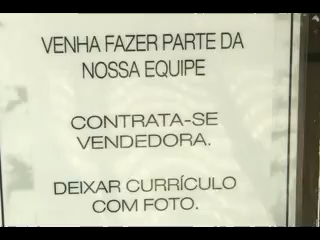 VENHA FAZER PARTE DA
NOSSA EQUIPE
CONTRATA-SE
VENDEDORA.
DEIXAR CURRÍCULO
COM FOTO.